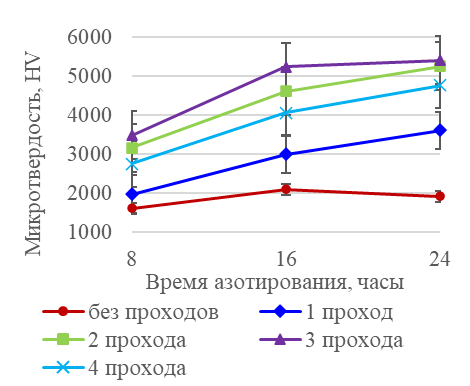 Микротвердость, HV
6000
5000
4000
3000
2000
1000
8 16 24
Время азотирования, часы
без проходов 1 проход
2 прохода 3 прохода
4 прохода